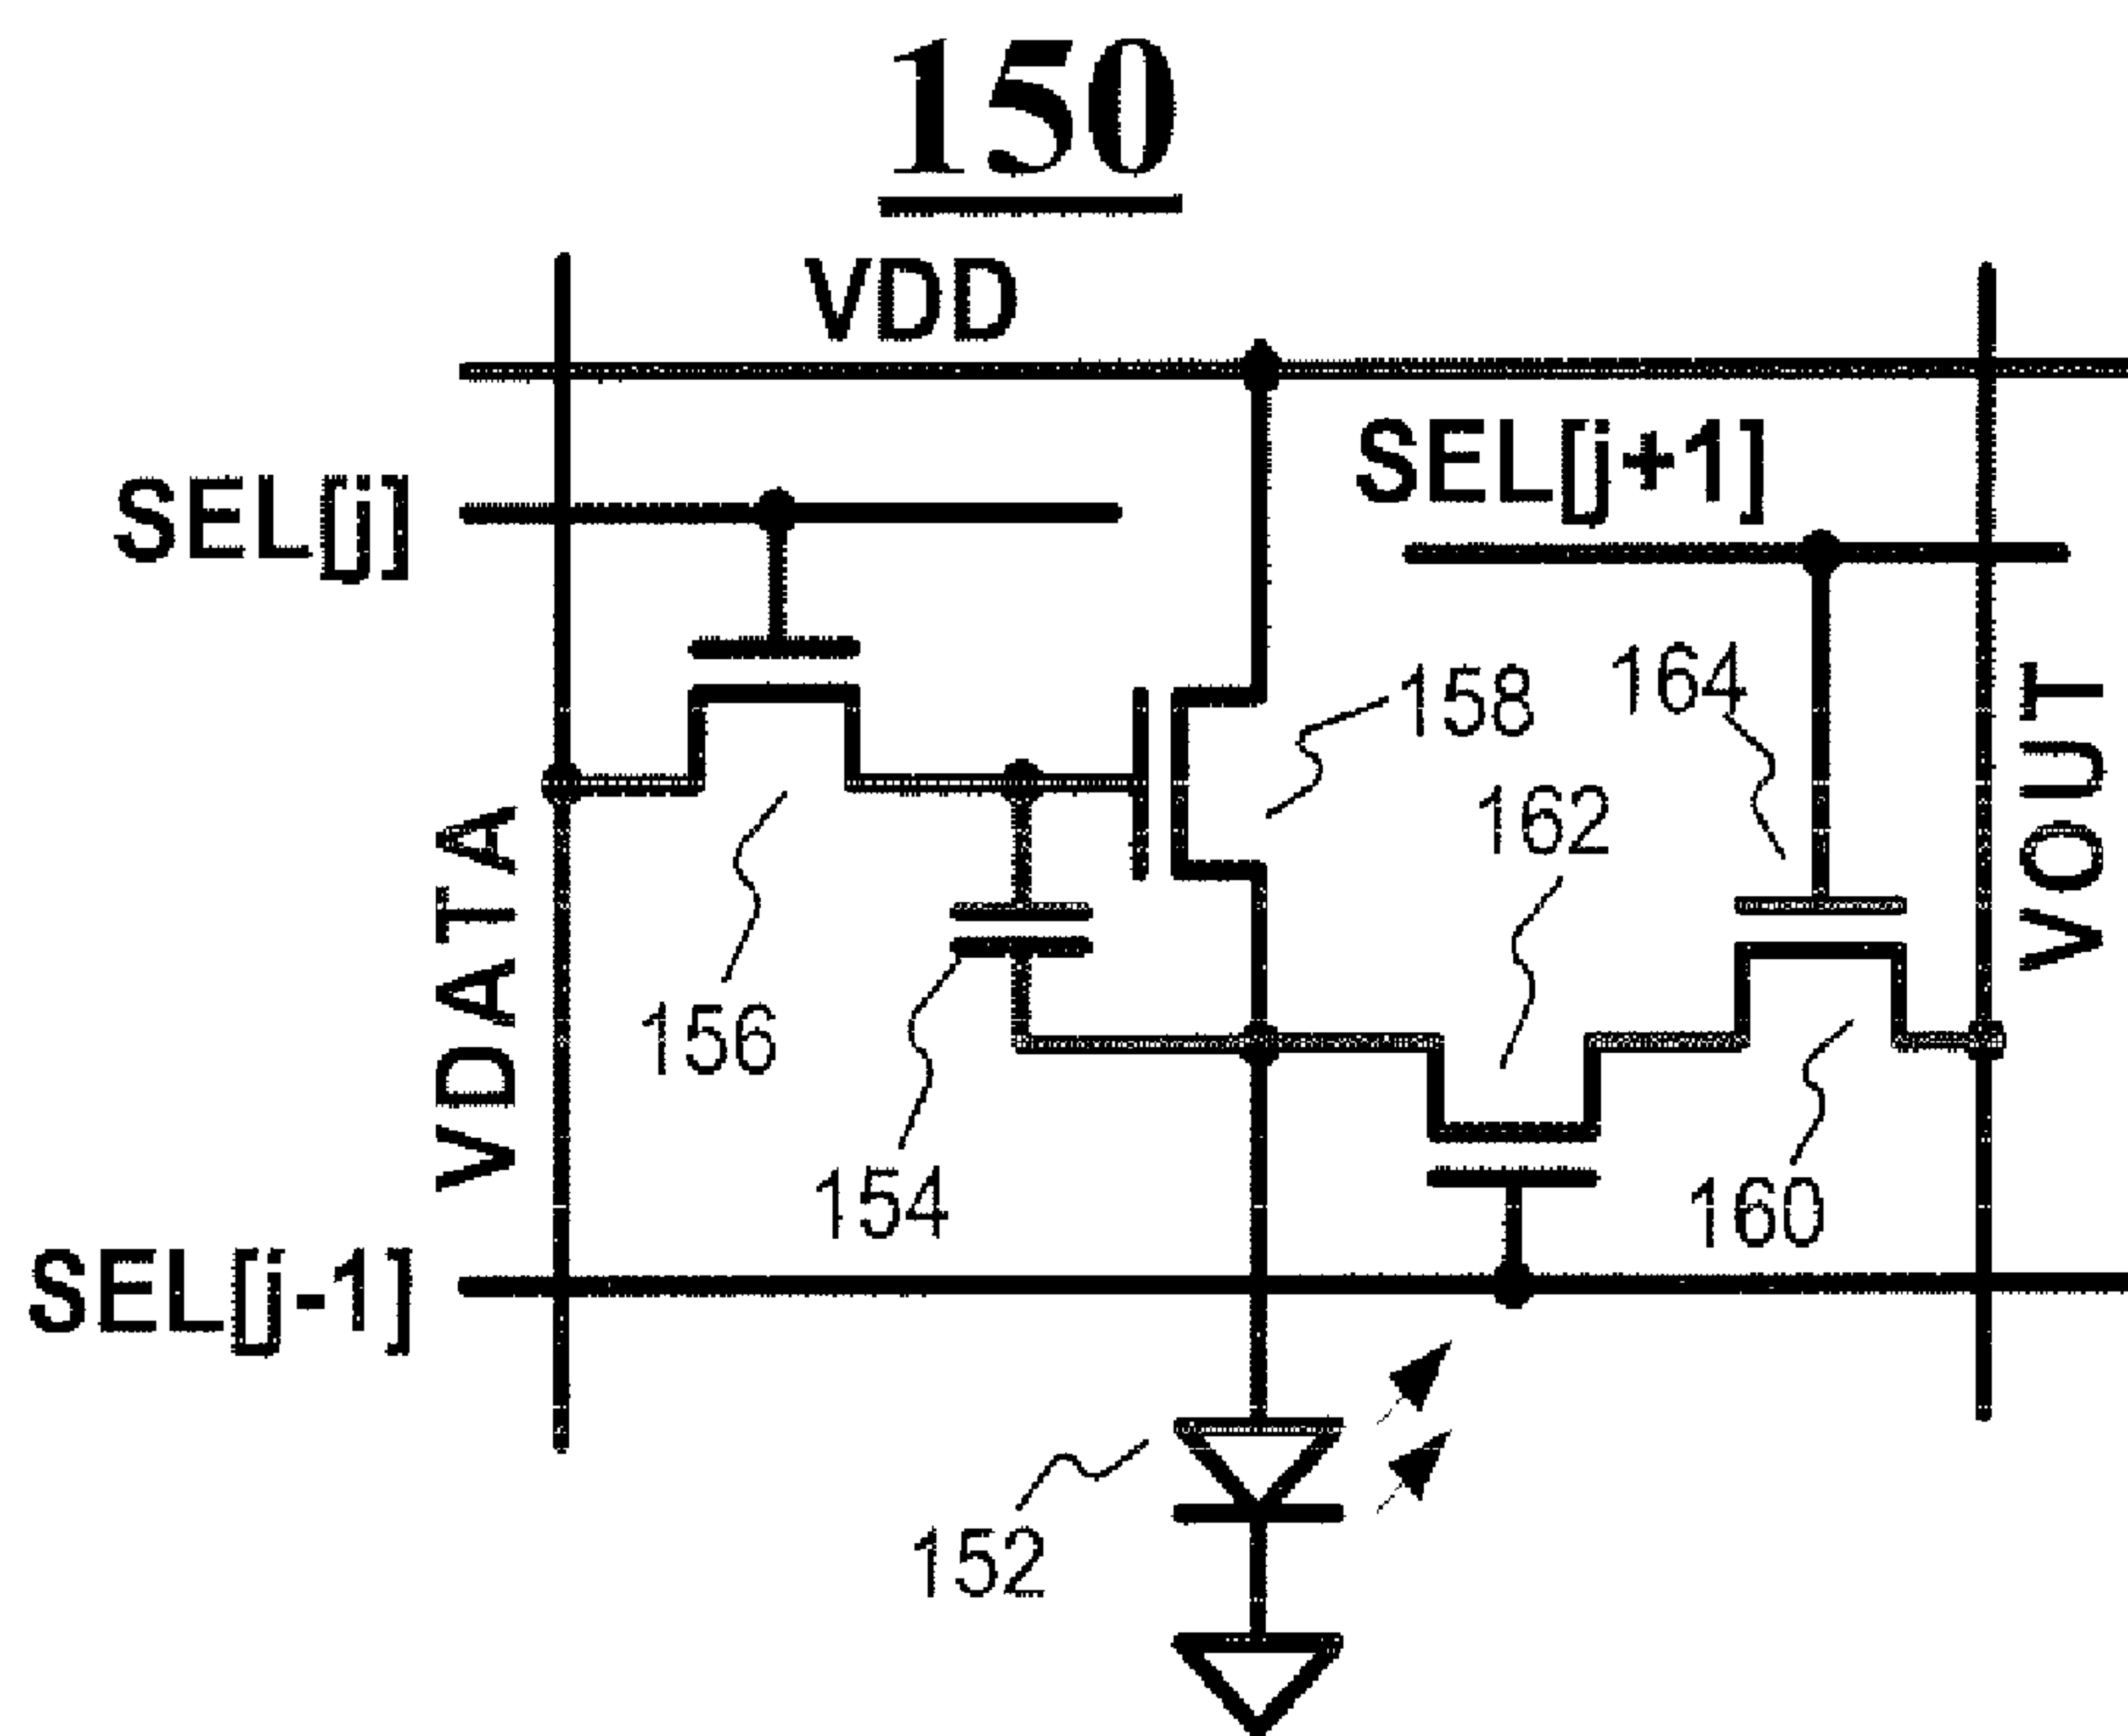 150
VDD
SEL[j+1]
SEL[j]
158
164
162
VOUT
VDATA
156
154
160
SEL[j-1]
152